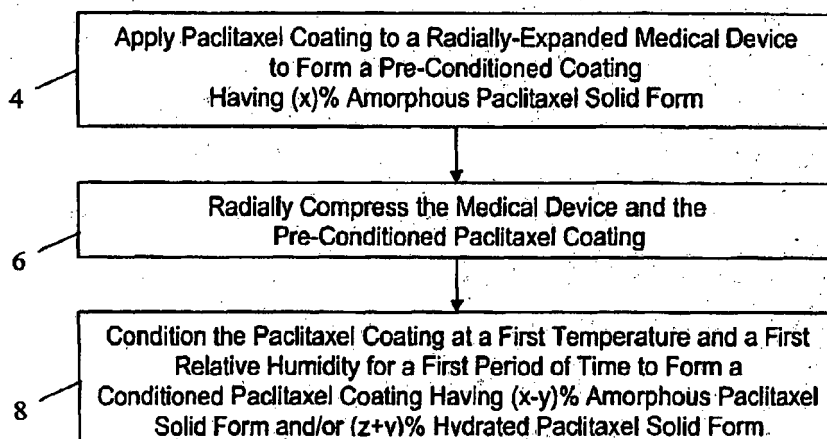 Apply Paclitaxel Coating to a Radially-Expanded Medical Device
to Form a Pre-Conditioned Coating
Having (x)% Amorphous Paclitaxel Solid Form
4
Radially Compress the Medical Device and the
Pre-Conditioned Paclitaxel Coating
6
Condition the Paclitaxel Coating at a First Temperature and a First
Relative Humidity for a First Period of Time to Form a
Conditioned Paclitaxel Coating Having (x-y)% Amorphous Paclitaxel
Solid Form and/or (z+y)% Hydrated Paclitaxel Solid Form.
8